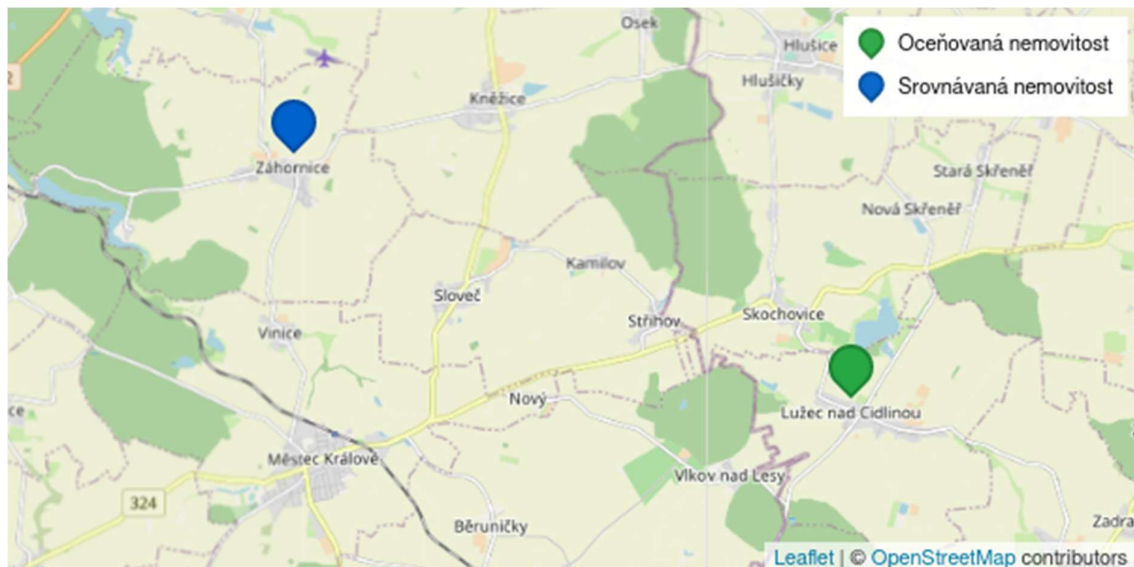 Osek
Hlušice
Oceňovaná nemovitost
Hlušičky
Srovnávaná nemovitost
Kněžice
Záhornice
Stará Skřeněř
Nová Skřeněř
Kamilov
Sloveč
Střihov
Skochovice
Vinice
Nový
Lužec nad Cidlinou
Městec Králové
Vlkov nad Lesy
324
Běruničky
Zadra
Leaflet | © OpenStreetMap contributors